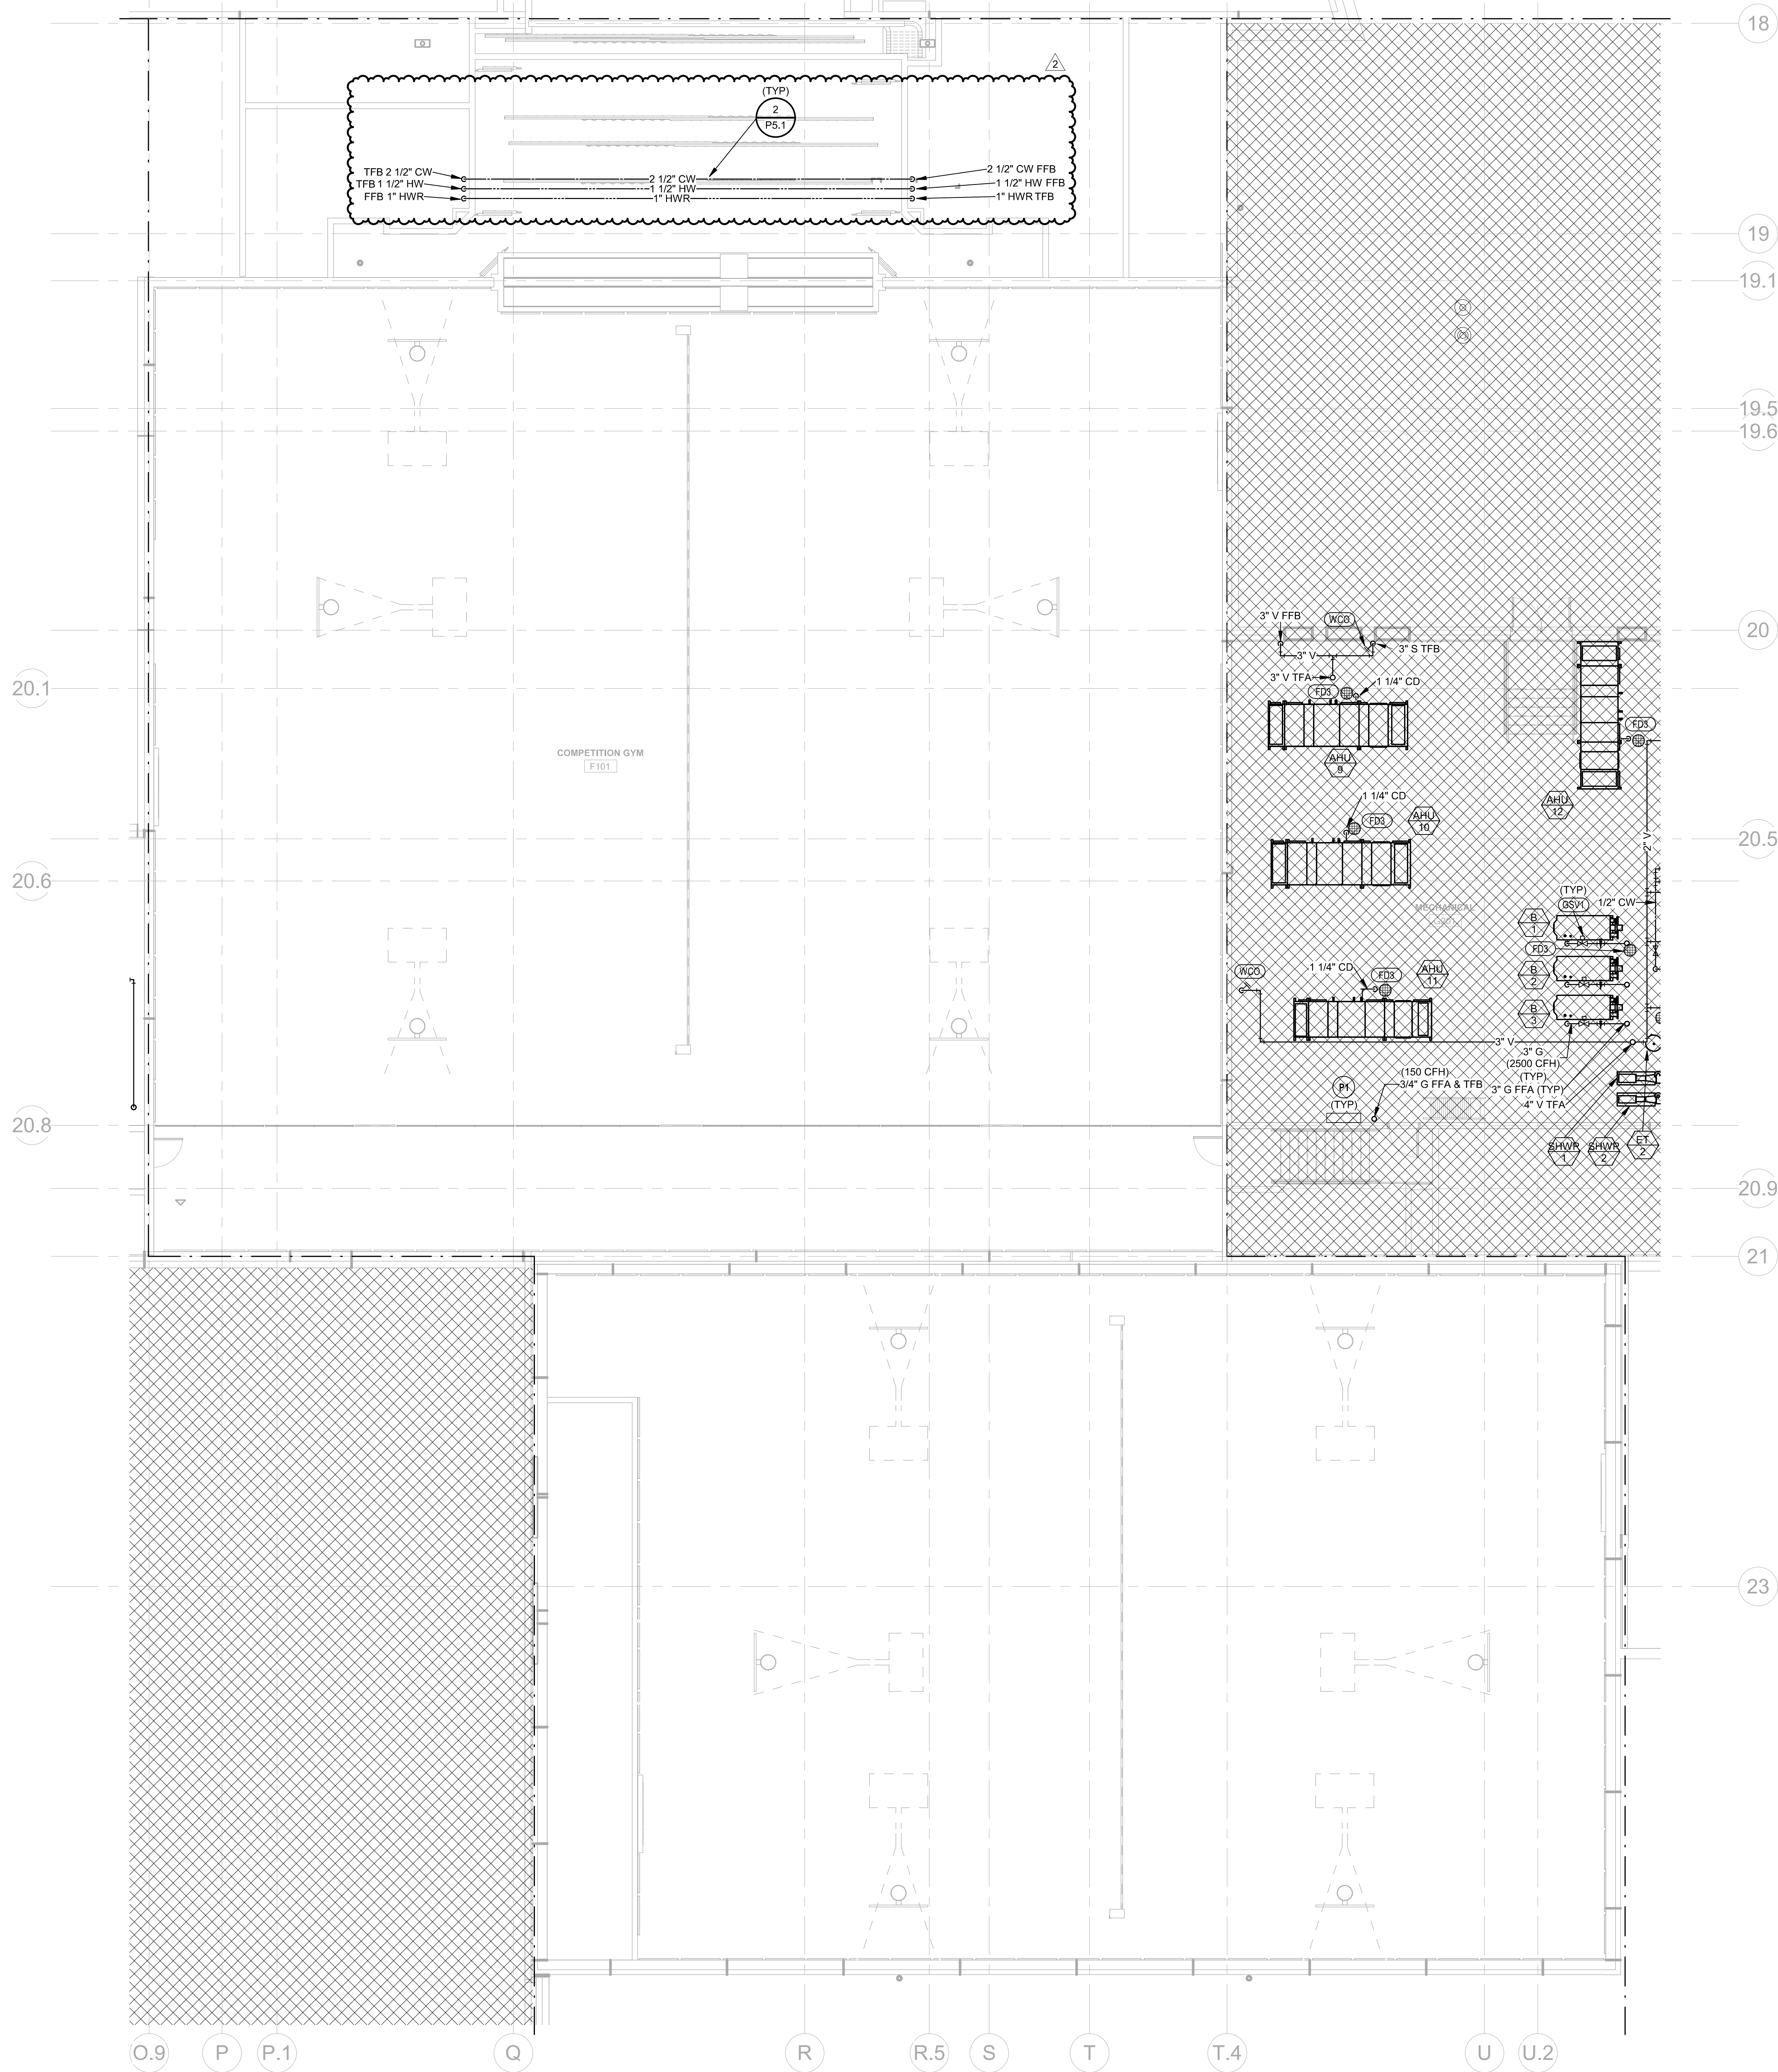 18
2
(TYP)
2
P5.1
TFB 2 1/2" CW
2 1/2" CW
2 1/2" CW FFB
TFB 1 1/2" HW
1 1/2" HW
1 1/2" HW FFB
FFB 1" HWR
1" HWR
1" HWR TFB
19
19.1
19.5
19.6
3" V FFB
WCO
20
3" V
3" S TFB
3" V TFA
20.1
FD3
1 1/4" CD
FD3
COMPETITION GYM
F101
AHU
9
1 1/4" CD
AHU
12
FD3
AHU
10
20.5
2" V
20.6
(TYP)
GSV1
1/2" CW
MECHANICAL
B
1
FD3
WCO
1 1/4" CD
FD3
AHU
11
B
2
B
3
3" V
3" G
(2500 CFH)
(TYP)
(150 CFH)
3/4" G FFA & TFB
P1
(TYP)
3" G FFA (TYP)
4" V TFA
20.8
SHWP
1
SHWP
2
ET
2
20.9
21
23
O.9
P
P.1
Q
R
R.5
S
T
T.4
U
U.2